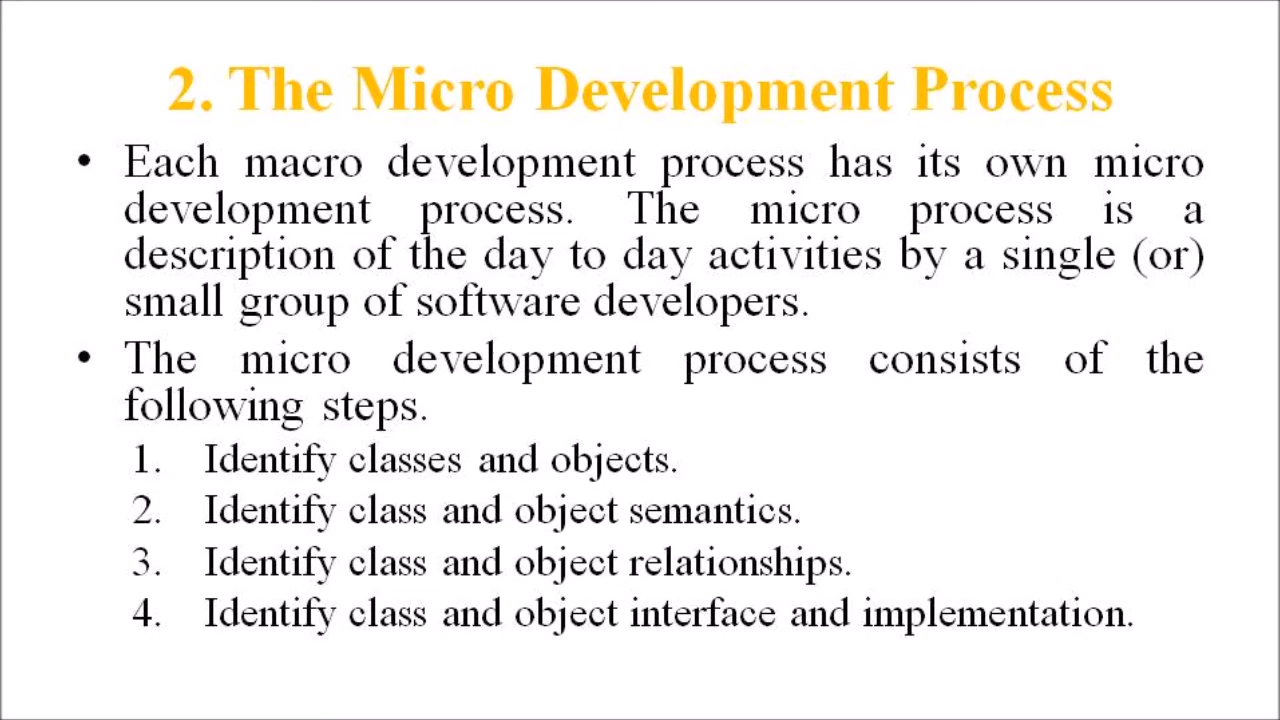 2. The Micro Development Process
• Each macro development process has its own micro
development process. The micro process is a
description of the day to day activities by a single (or)
small group of software developers.
• The micro development process consists of the
following steps.
1. Identify classes and objects.
2. Identify class and object semantics.
3. Identify class and object relationships.
4. Identify class and object interface and implementation.